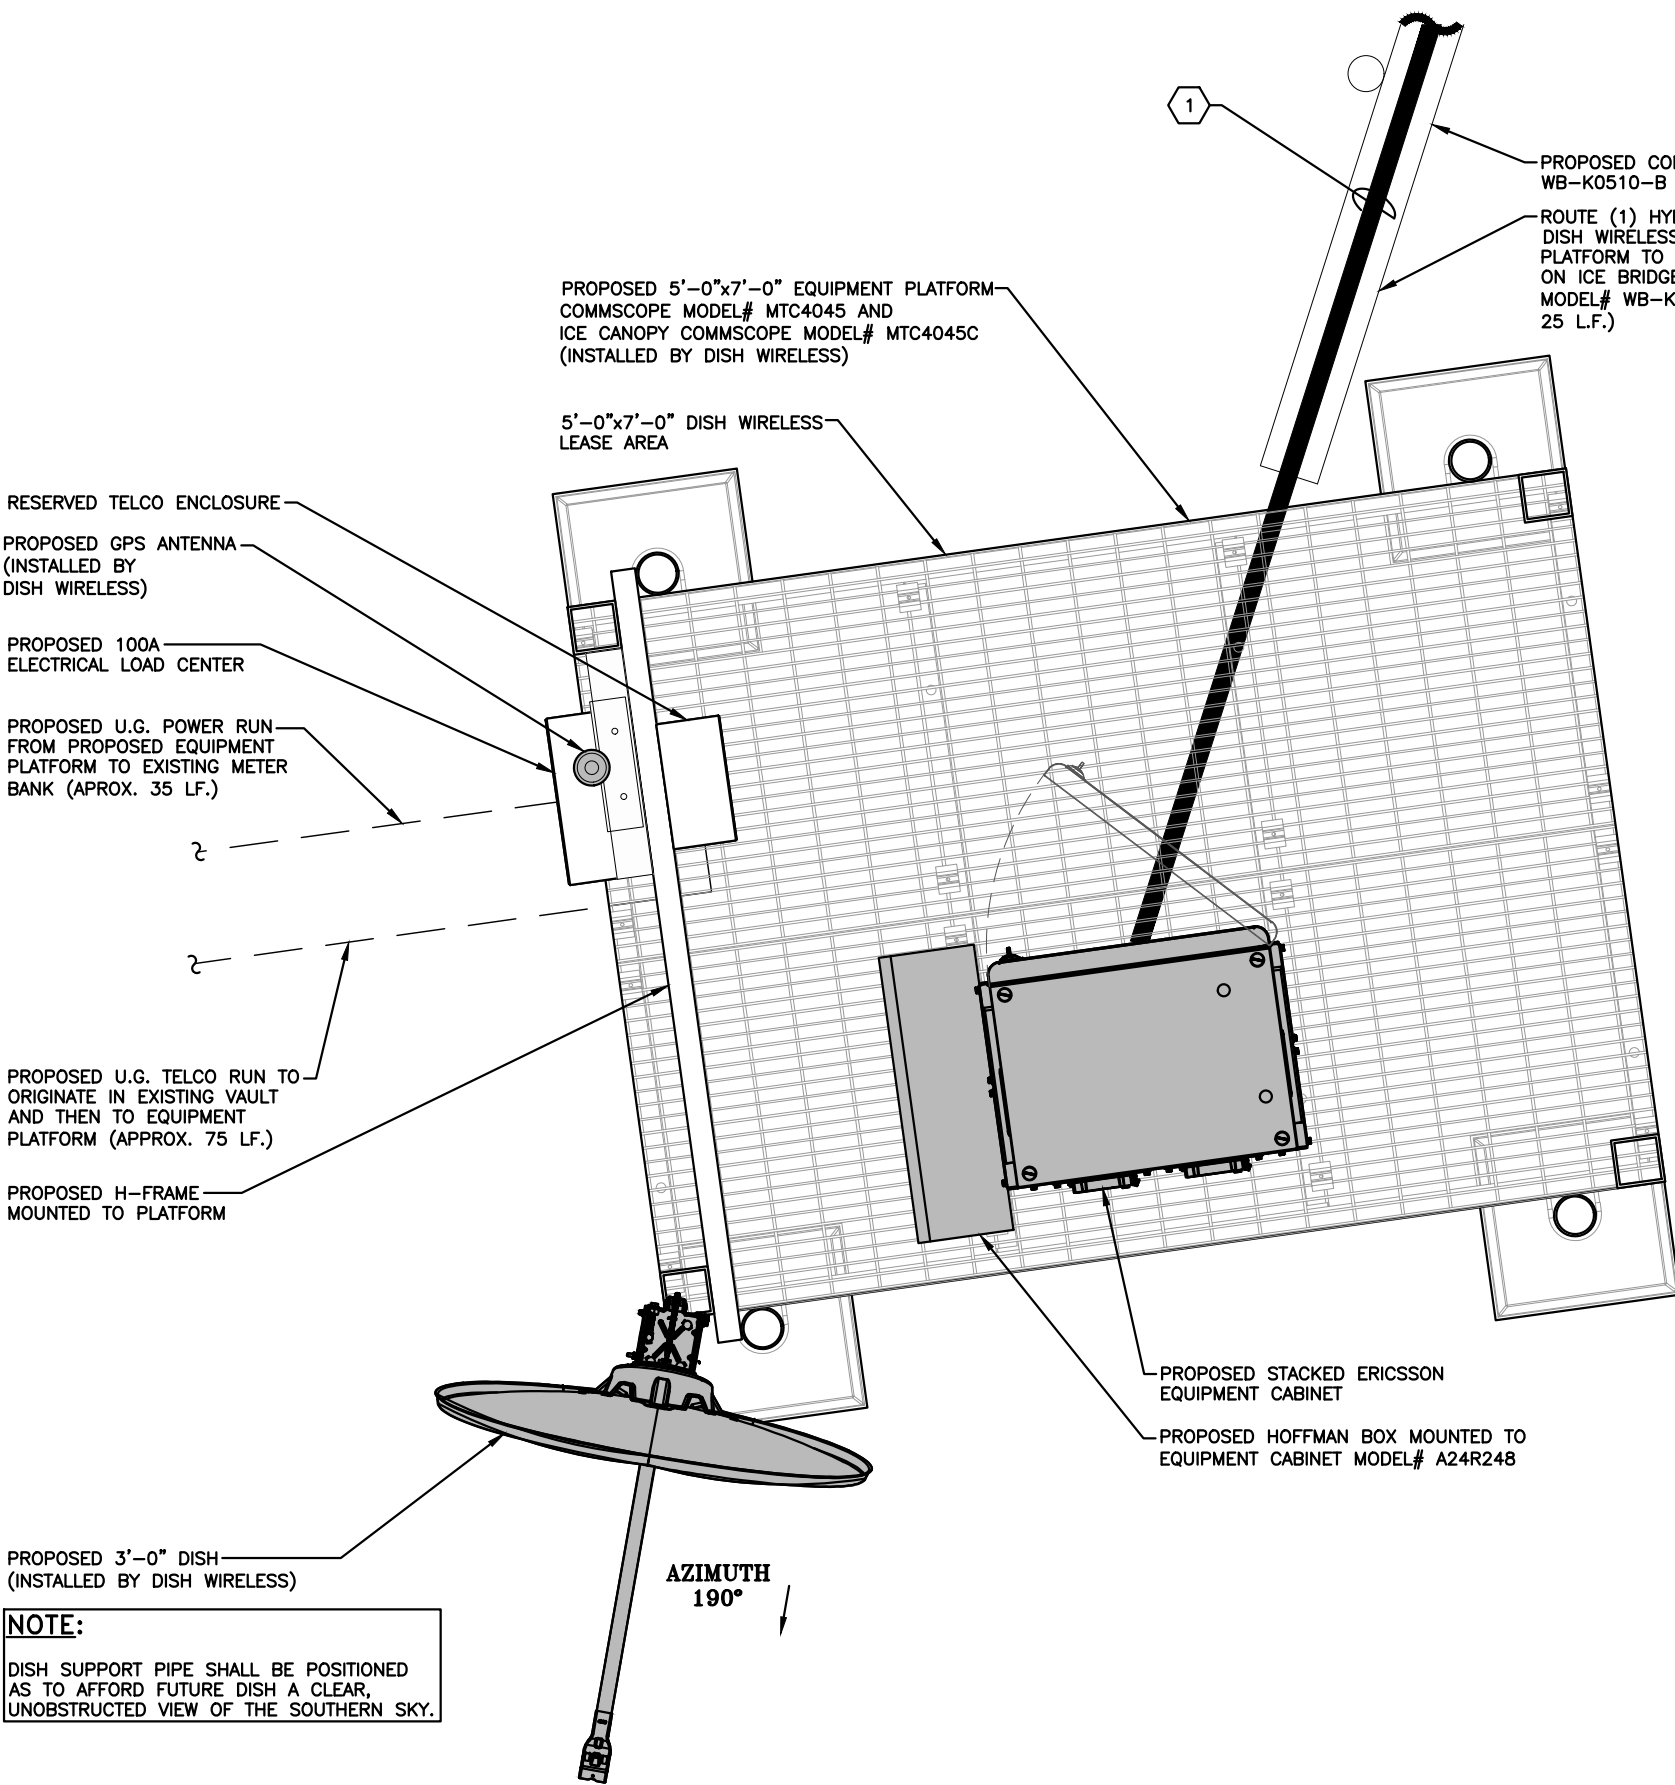 1
PROPOSED
WB-K0510-B
ROUTE (1)
DISH WIRELESS
PLATFORM TO
ON ICE BRIDGE
MODEL#
25 L.F.)
PROPOSED 5'-0"x7'-0" EQUIPMENT PLATFORM
COMMSCOPE MODEL# MTC4045 AND
ICE CANOPY COMMSCOPE MODEL# MTC4045C
(INSTALLED BY DISH WIRELESS)
5'-0"x7'-0" DISH WIRELESS
LEASE AREA
RESERVED TELCO ENCLOSURE
PROPOSED GPS ANTENNA
(INSTALLED BY
DISH WIRELESS)
PROPOSED 100A
ELECTRICAL LOAD CENTER
PROPOSED U.G. POWER RUN
FROM PROPOSED EQUIPMENT
PLATFORM TO EXISTING METER
BANK (APROX. 35 LF.)
PROPOSED U.G. TELCO RUN TO
ORIGINATE IN EXISTING VAULT
AND THEN TO EQUIPMENT
PLATFORM (APPROX. 75 LF.)
PROPOSED H-FRAME
MOUNTED TO PLATFORM
PROPOSED STACKED ERICSSON
EQUIPMENT CABINET
PROPOSED HOFFMAN BOX MOUNTED TO
EQUIPMENT CABINET MODEL# A24R248
PROPOSED 3'-0" DISH
(INSTALLED BY DISH WIRELESS)
AZIMUTH
190°
NOTE:
DISH SUPPORT PIPE SHALL BE POSITIONED
AS TO AFFORD FUTURE DISH A CLEAR,
UNOBSTRUCTED VIEW OF THE SOUTHERN SKY.